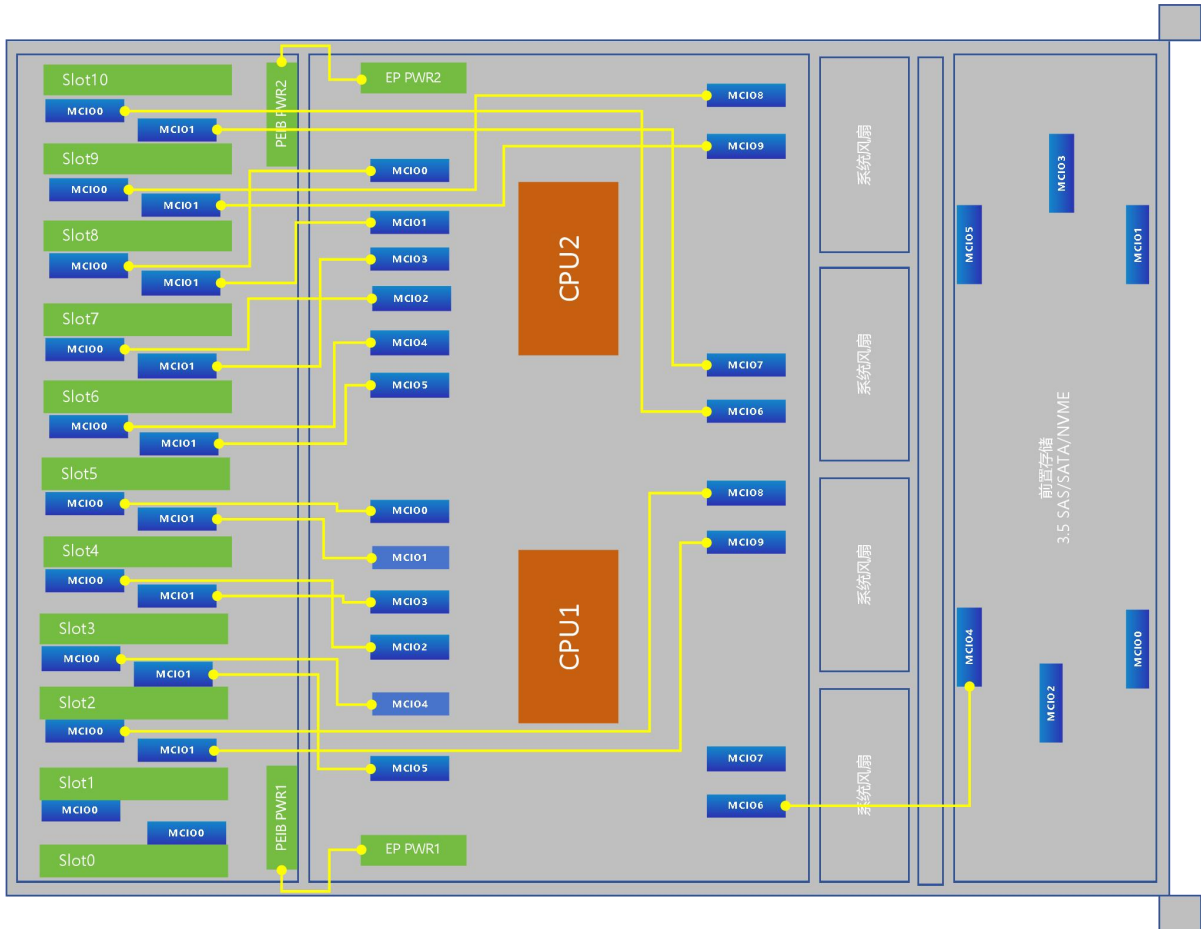 Slot10
MCIO0
MCIO1
Slot9
MCIO0
MCIO1
Slot8
MCIO0
MCIO1
Slot7
MCIO0
MCIO1
Slot6
MCIO0
MCIO1
Slot5
MCIO0
MCIO1
Slot4
MCIO0
MCIO1
Slot3
MCIO0
MCIO1
Slot2
MCIO0
MCIO1
Slot1
MCIO0
MCIO0
Slot0
PEIB PWR2
PEIB PWR1
EP PWR2
MCIO0
MCIO1
MCIO3
MCIO2
MCIO4
MCIO5
MCIO0
MCIO1
MCIO3
MCIO2
MCIO4
MCIO5
EP PWR1
CPU2
CPU1
MCIO8
MCIO9
MCIO7
MCIO6
MCIO8
MCIO9
MCIO7
MCIO6
系统风扇
系统风扇
系统风扇
系统风扇
MCIO3
MCIO5
MCIO1
前置存储
3.5 SAS/SATA/NVME
MCIO4
MCIO0
MCIO2